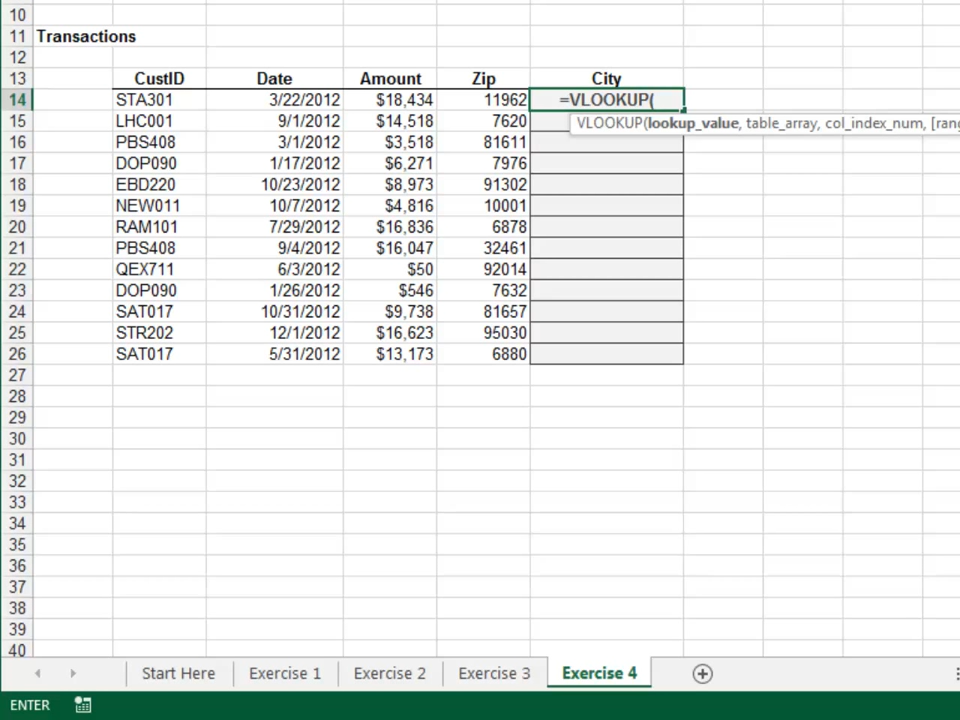 10
11 Transactions
12
13 CustID Date Amount Zip City
14 STA301 3/22/2012 $18,434 11962 =VLOOKUP(
VLOOKUP(lookup_value, table_array, col_index_num, [rang
15 LHC001 9/1/2012 $14,518 7620
16 PBS408 3/1/2012 $3,518 81611
17 DOP090 1/17/2012 $6,271 7976
18 EBD220 10/23/2012 $8,973 91302
19 NEW011 10/7/2012 $4,816 10001
20 RAM101 7/29/2012 $16,836 6878
21 PBS408 9/4/2012 $16,047 32461
22 QEX711 6/3/2012 $50 92014
23 DOP090 1/26/2012 $546 7632
24 SAT017 10/31/2012 $9,738 81657
25 STR202 12/1/2012 $16,623 95030
26 SAT017 5/31/2012 $13,173 6880
27
28
29
30
31
32
33
34
35
36
37
38
39
40
Start Here Exercise 1 Exercise 2 Exercise 3 Exercise 4
ENTER